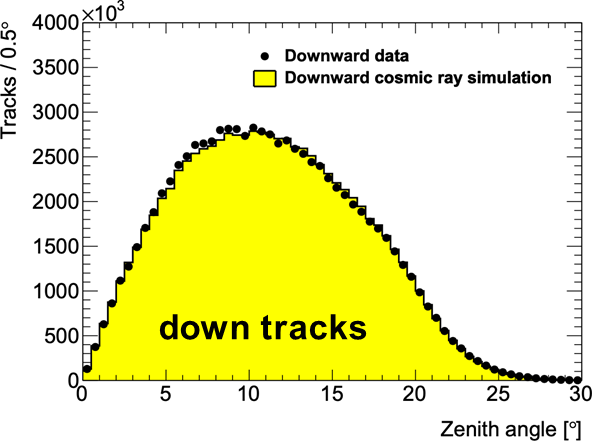 ×10³
4000
Tracks / 0.5°
Downward data
Downward cosmic ray simulation
3500
3000
2500
2000
1500
1000
500
down tracks
0
0 5 10 15 20 25 30
Zenith angle [°]